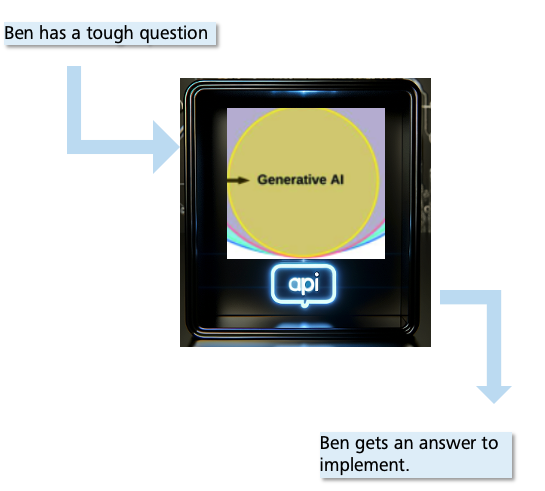 Ben has a tough question
Generative AI
api
Ben gets an answer to
implement.